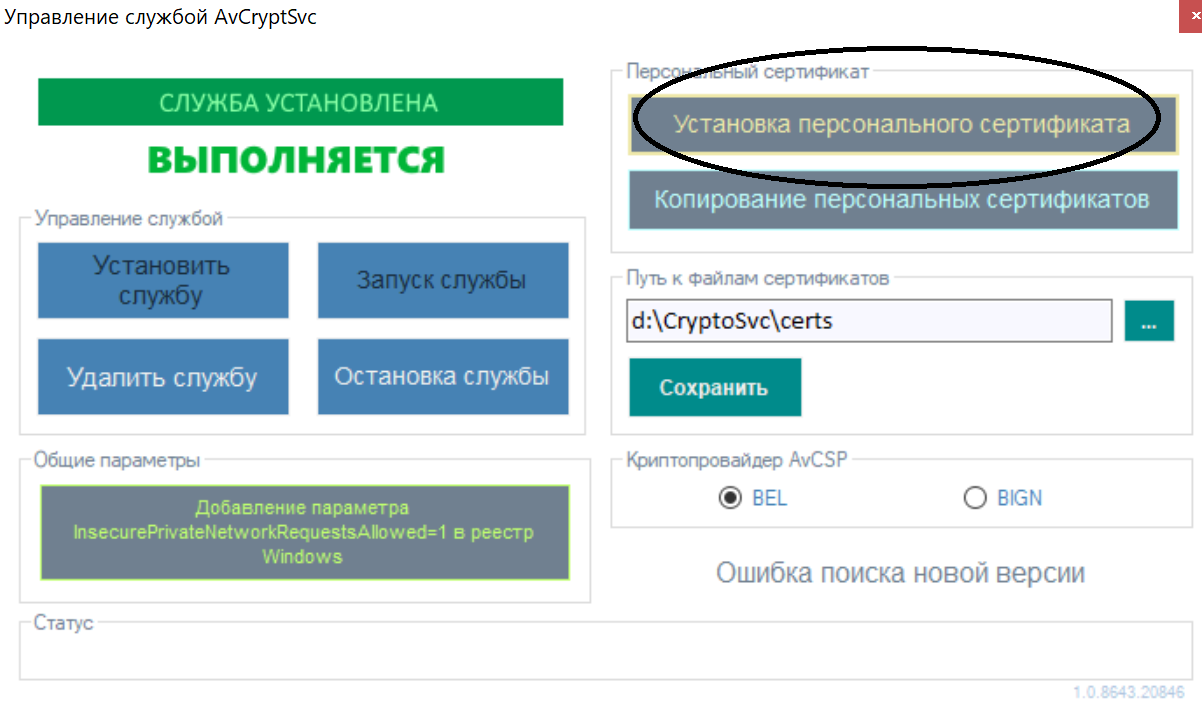 Управление службой AvCryptSvc
x
СЛУЖБА УСТАНОВЛЕНА
ВЫПОЛНЯЕТСЯ
Управление службой
Установить
службу
Запуск службы
Удалить службу
Остановка службы
Общие параметры
Добавление параметра
InsecurePrivateNetworkRequestsAllowed=1 в реестр
Windows
Персональный сертификат
Установка персонального сертификата
Копирование персональных сертификатов
Путь к файлам сертификатов
d:\CryptoSvc\certs
...
Сохранить
Криптопровайдер AvCSP
BEL
BIGN
Ошибка поиска новой версии
Статус
1.0.8643.20846